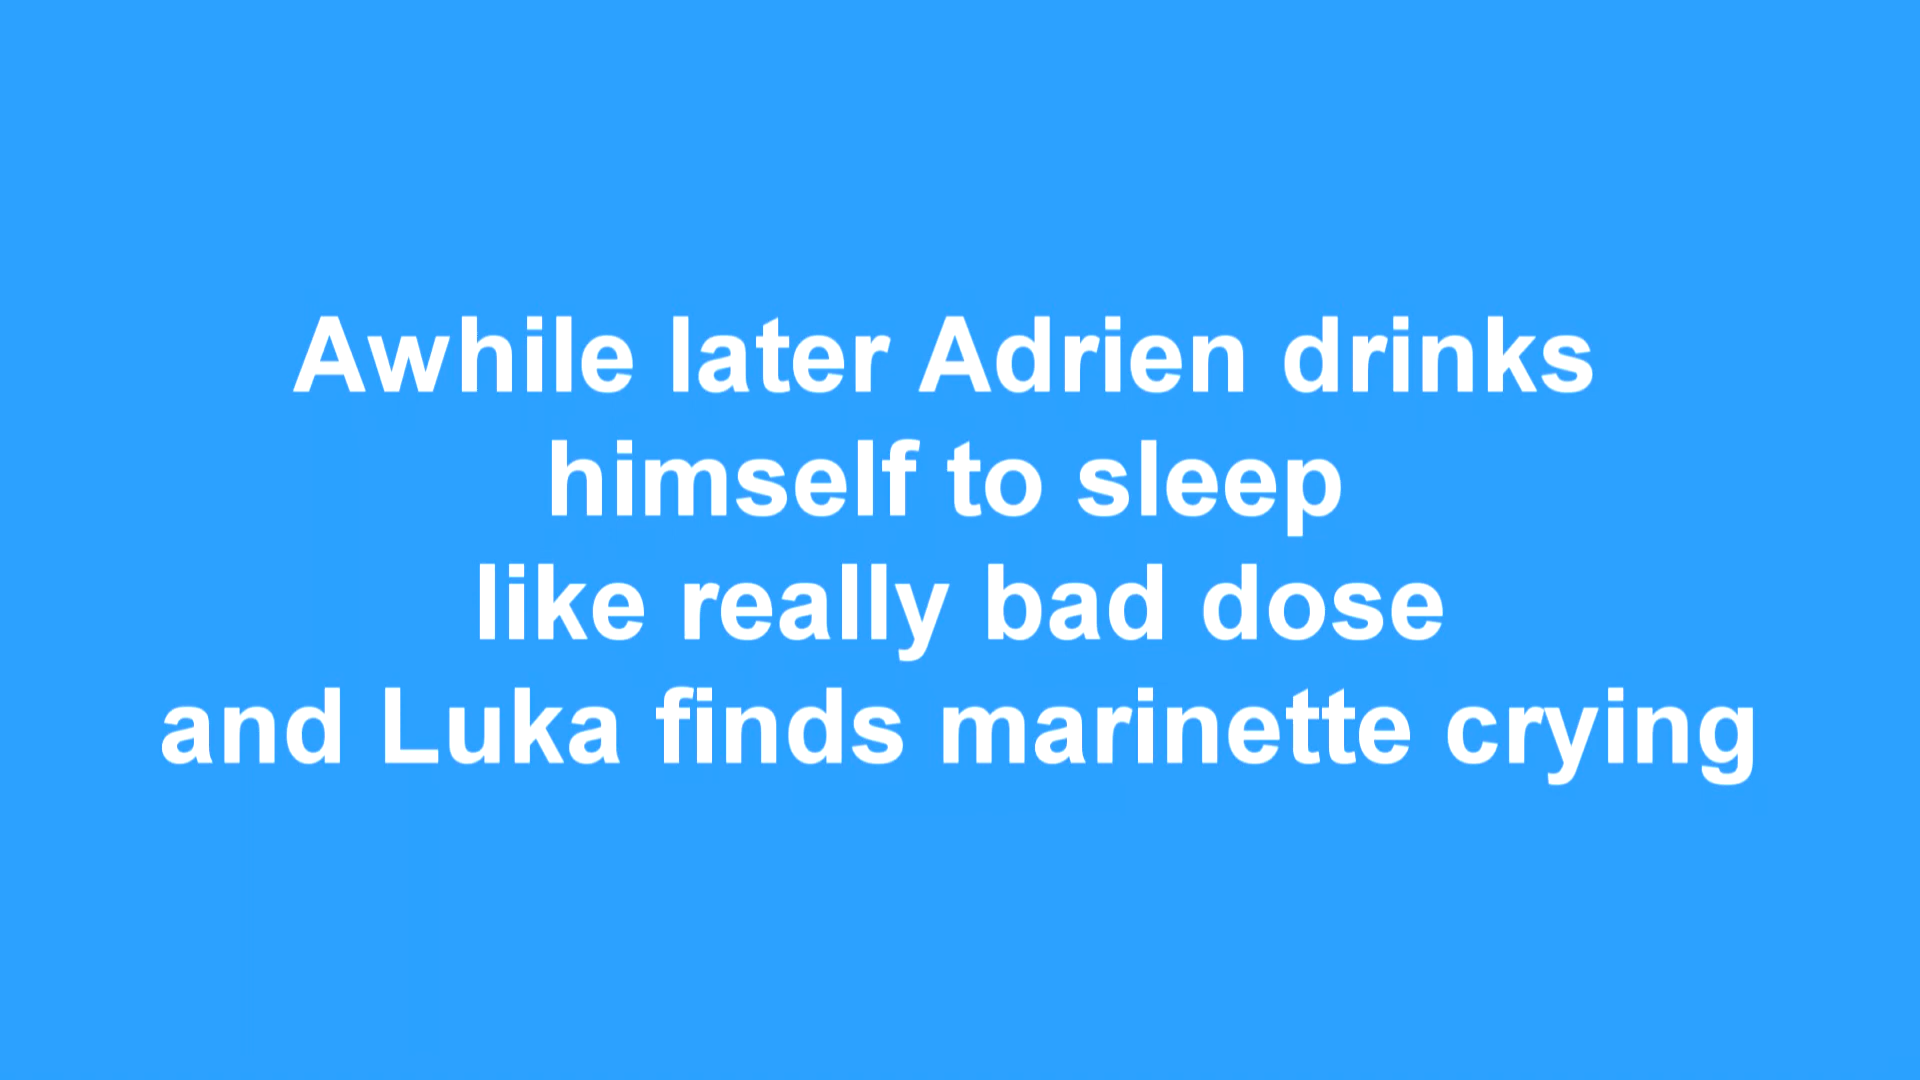 Awhile later Adrien drinks
himself to sleep
like really bad dose
and Luka finds marinette crying